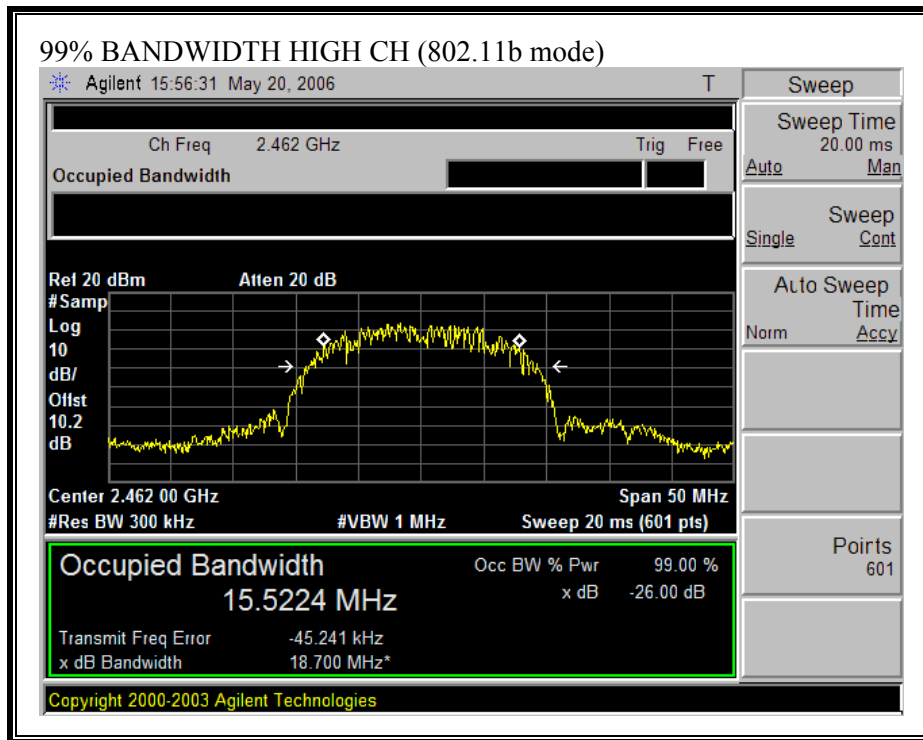 99% BANDWIDTH HIGH CH (802.11b mode)
Agilent 15:56:31 May 20, 2006 T
Ch Freq 2.462 GHz Trig Free
Occupied Bandwidth
Ref 20 dBm Atten 20 dB
#Samp
Log
10
dB/
Offst
10.2
dB
Center 2.462 00 GHz Span 50 MHz
#Res BW 300 kHz #VBW 1 MHz Sweep 20 ms (601 pts)
Occupied Bandwidth Occ BW % Pwr 99.00 %
15.5224 MHz x dB -26.00 dB
Transmit Freq Error -45.241 kHz
x dB Bandwidth 18.700 MHz*
Copyright 2000-2003 Agilent Technologies
Sweep
Sweep Time
20.00 ms
Auto Man
Sweep
Single Cont
Auto Sweep
Time
Norm Accy
Points
601